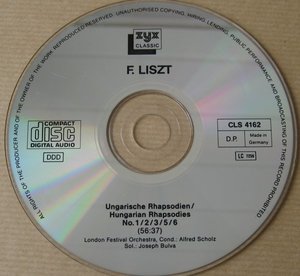 ALL RIGHTS OF THE PRODUCER AND OF THE OWNER OF THE WORK REPRODUCED RESERVED. UNAUTHORISED COPYING, HIRING, LENDING, PUBLIC PERFORMANCE AND BROADCASTING OF THIS RECORD PROHIBITED
zyx
CLASSIC
F. LISZT
COMPACT
disc
DIGITAL AUDIO
DDD
CLS 4162
D.P.
Made in
Germany
LC
Ungarische Rhapsodien/
Hungarian Rhapsodies
No.1/2/3/5/6
(56:37)
London Festival Orchestra, Cond.: Alfred Scholz
Sol.: Joseph Bulva